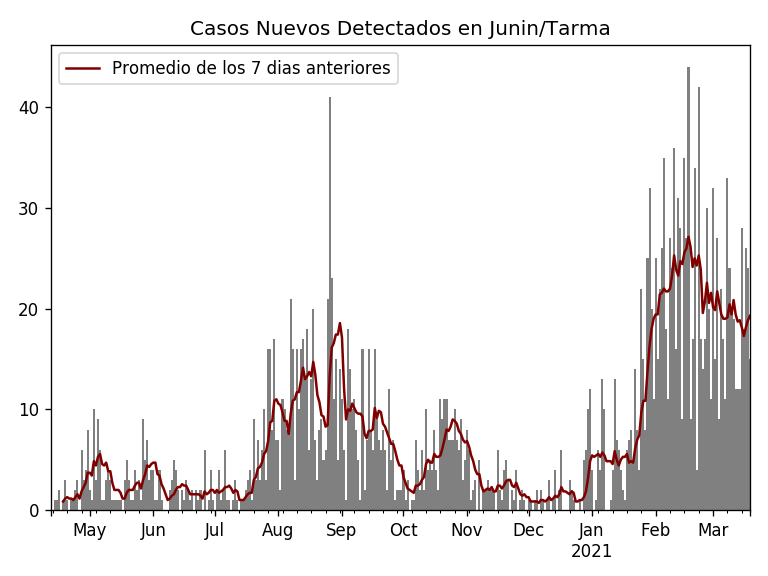 Casos Nuevos Detectados en Junin/Tarma
Promedio de los 7 dias anteriores
40
30
20
10
0
May Jun Jul Aug Sep Oct Nov Dec Jan Feb Mar
2021